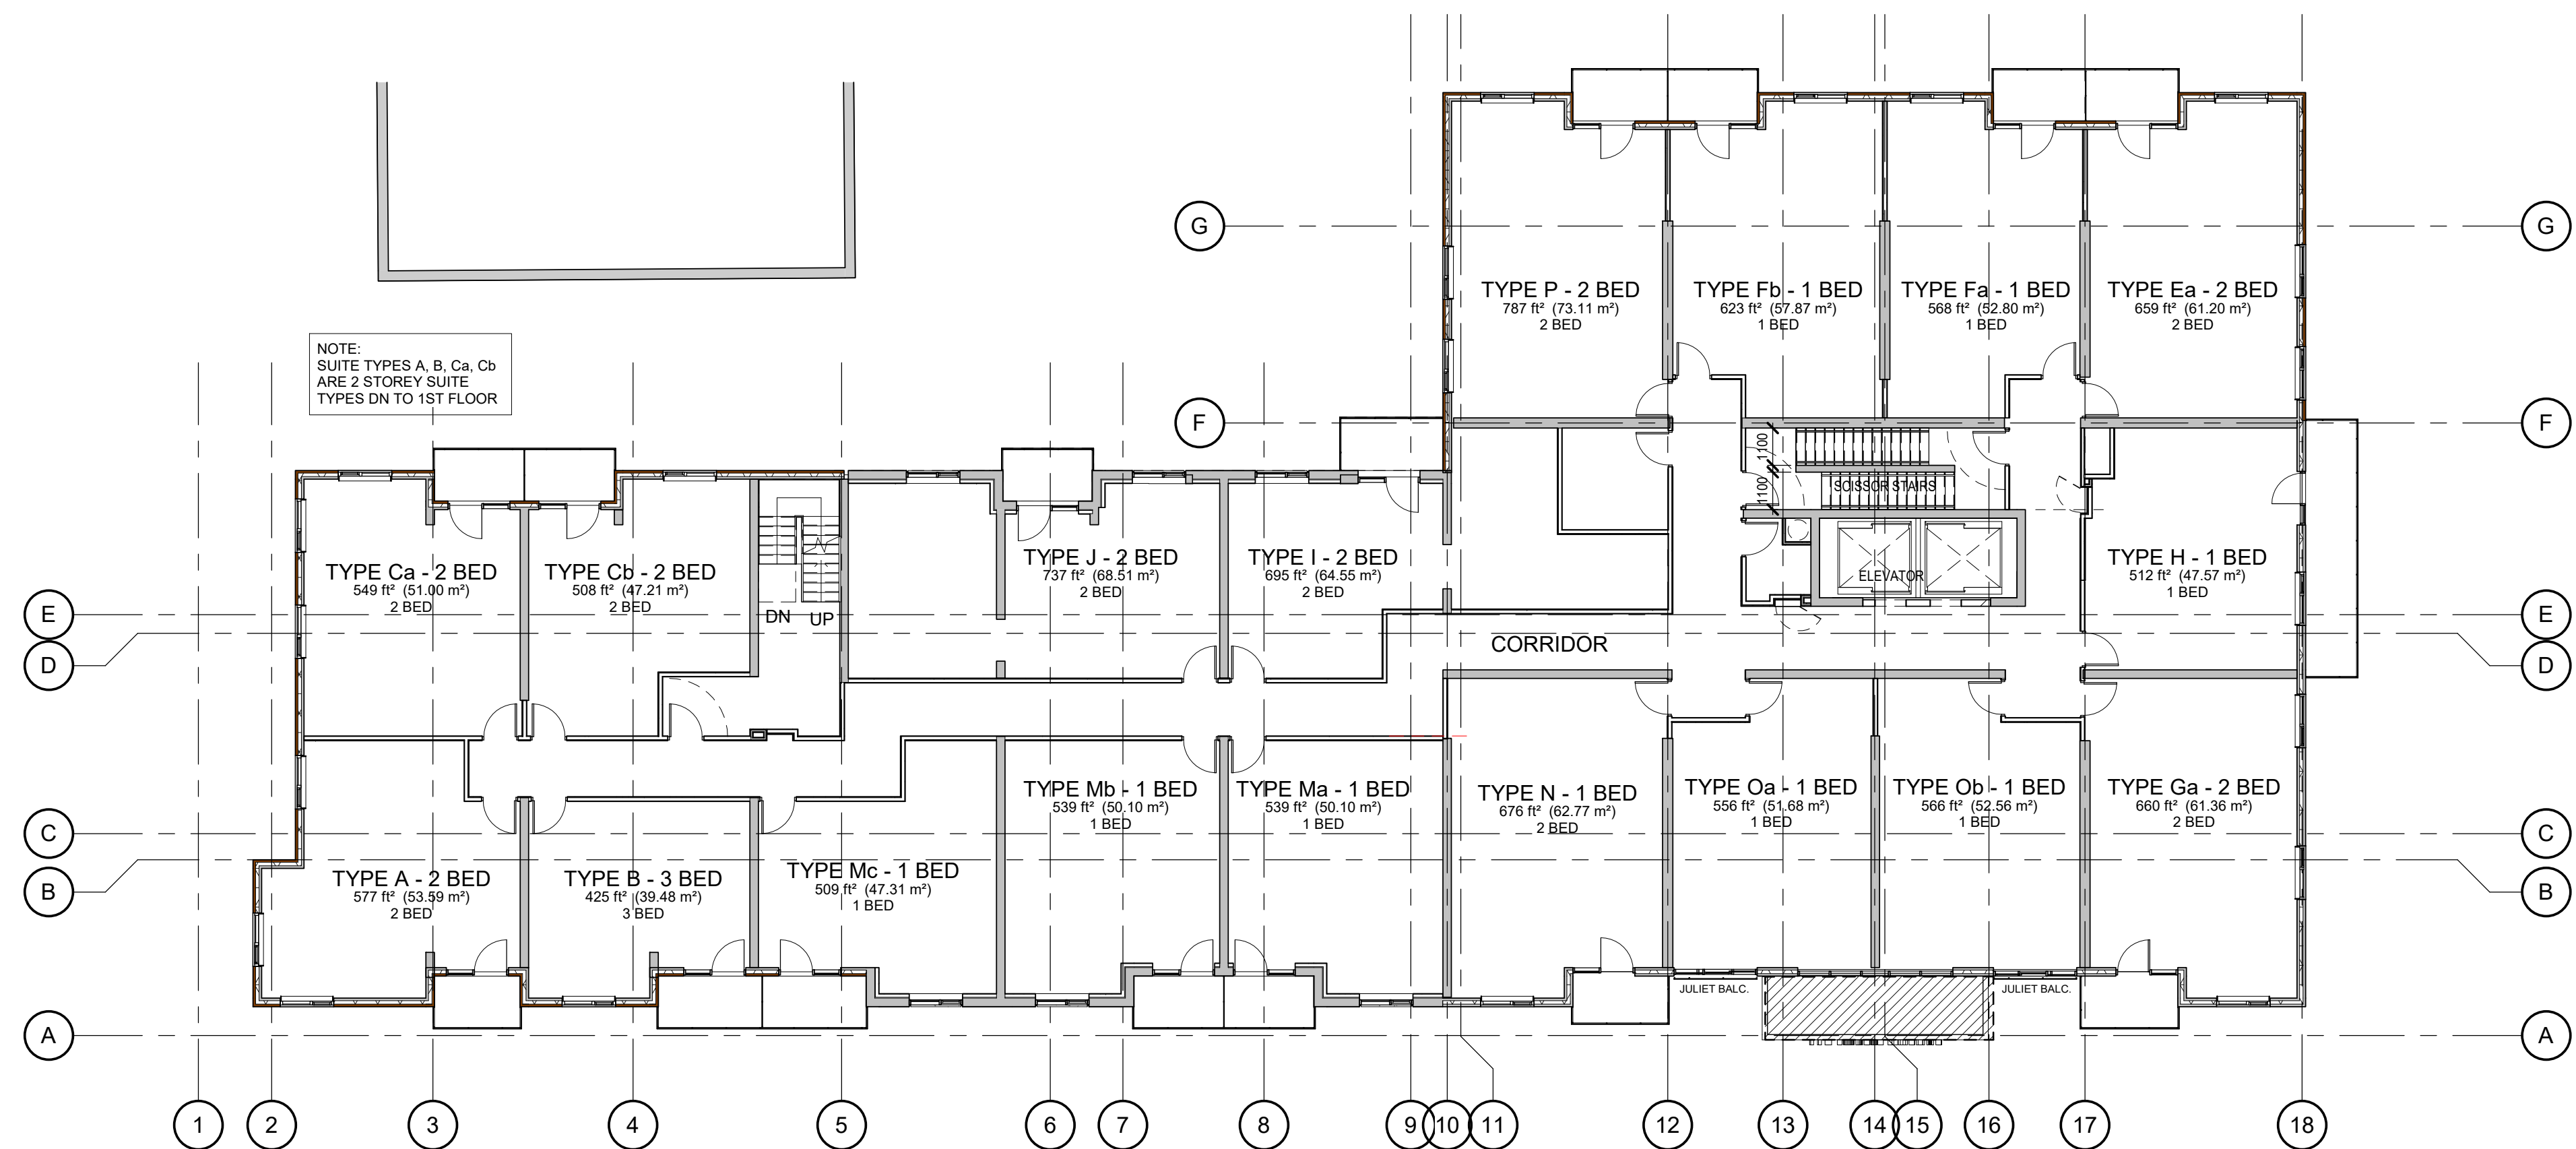 G
G
TYPE P - 2 BED
787 ft² (73.11 m²)
2 BED
TYPE Fb - 1 BED
623 ft² (57.87 m²)
1 BED
TYPE Fa - 1 BED
568 ft² (52.80 m²)
1 BED
TYPE Ea - 2 BED
659 ft² (61.20 m²)
2 BED
NOTE:
SUITE TYPES A, B, Ca, Cb
ARE 2 STOREY SUITE
TYPES DN TO 1ST FLOOR
F
F
1100
1100
SCISSOR STAIRS
TYPE Ca - 2 BED
549 ft² (51.00 m²)
2 BED
TYPE Cb - 2 BED
508 ft² (47.21 m²)
2 BED
DN
UP
TYPE J - 2 BED
737 ft² (68.51 m²)
2 BED
TYPE I - 2 BED
695 ft² (64.55 m²)
2 BED
ELEVATOR
TYPE H - 1 BED
512 ft² (47.57 m²)
1 BED
E
E
D
D
CORRIDOR
TYPE Mb - 1 BED
539 ft² (50.10 m²)
1 BED
TYPE Ma - 1 BED
539 ft² (50.10 m²)
1 BED
TYPE N - 1 BED
676 ft² (62.77 m²)
2 BED
TYPE Oa - 1 BED
556 ft² (51.68 m²)
1 BED
TYPE Ob - 1 BED
566 ft² (52.56 m²)
1 BED
TYPE Ga - 2 BED
660 ft² (61.36 m²)
2 BED
C
C
B
B
TYPE A - 2 BED
577 ft² (53.59 m²)
2 BED
TYPE B - 3 BED
425 ft² (39.48 m²)
3 BED
TYPE Mc - 1 BED
509 ft² (47.31 m²)
1 BED
JULIET BALC.
JULIET BALC.
A
A
1
2
3
4
5
6
7
8
9
10
11
12
13
14
15
16
17
18